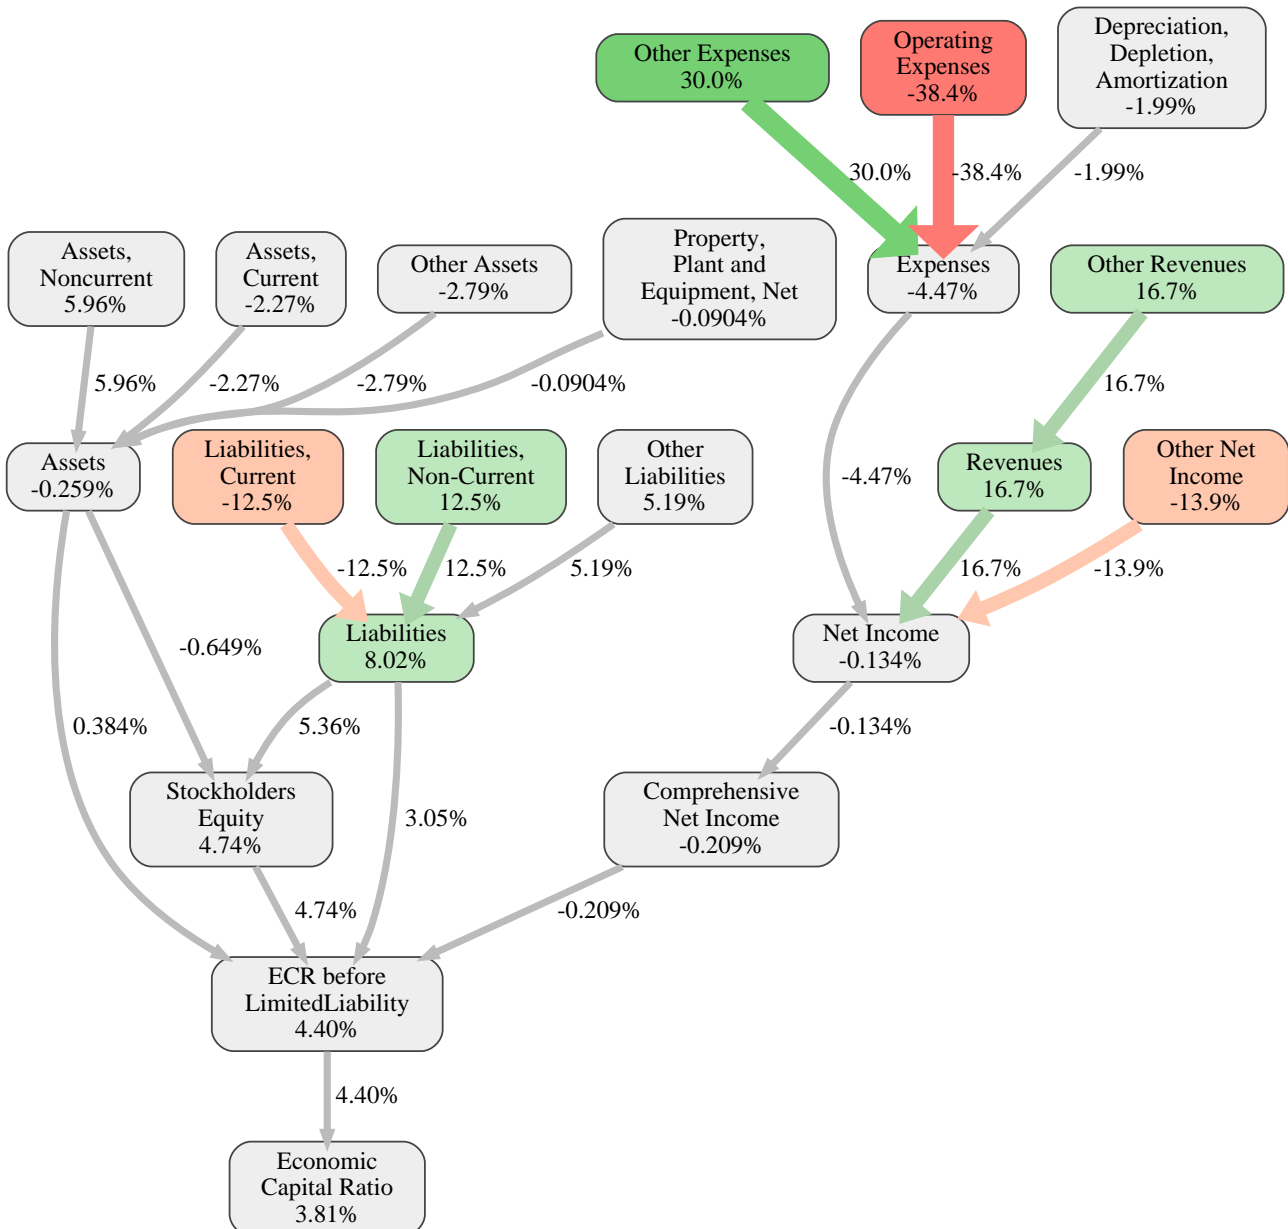 Other Expenses
30.0%
Operating
Expenses
-38.4%
Depreciation,
Depletion,
Amortization
-1.99%
30.0%
-38.4%
-1.99%
Assets,
Noncurrent
5.96%
Assets,
Current
-2.27%
Other Assets
-2.79%
Property,
Plant and
Equipment, Net
-0.0904%
Expenses
-4.47%
Other Revenues
16.7%
5.96%
-2.27%
-2.79%
-0.0904%
16.7%
Assets
-0.259%
Liabilities,
Current
-12.5%
Liabilities,
Non-Current
12.5%
Other
Liabilities
5.19%
-4.47%
Revenues
16.7%
Other Net
Income
-13.9%
-12.5%
12.5%
5.19%
16.7%
-13.9%
Liabilities
8.02%
Net Income
-0.134%
-0.649%
0.384%
5.36%
-0.134%
Stockholders
Equity
4.74%
3.05%
Comprehensive
Net Income
-0.209%
4.74%
-0.209%
ECR before
LimitedLiability
4.40%
4.40%
Economic
Capital Ratio
3.81%